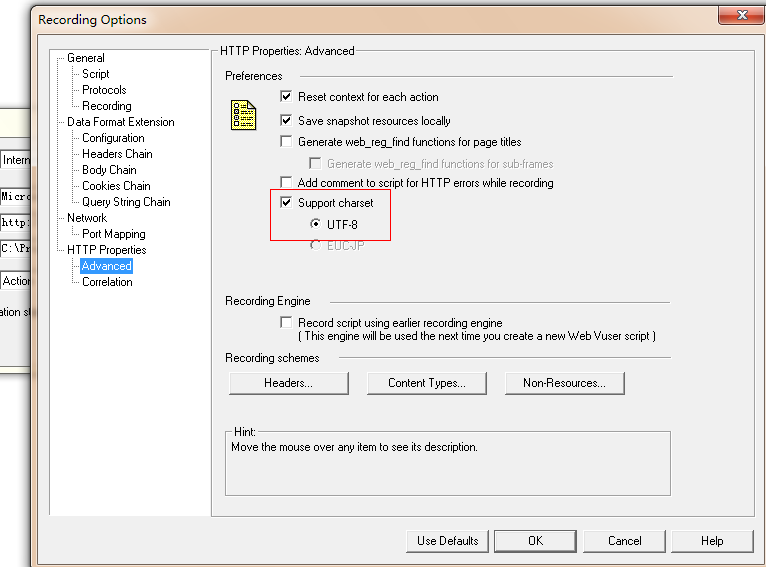 Recording Options
General
Script
Protocols
Recording
Data Format Extension
Configuration
Headers Chain
Body Chain
Cookies Chain
Query String Chain
Network
Port Mapping
HTTP Properties
Advanced
Correlation
HTTP Properties: Advanced
Preferences
Reset context for each action
Save snapshot resources locally
Generate web_reg_find functions for page titles
Generate web_reg_find functions for sub-frames
Add comment to script for HTTP errors while recording
Support charset
UTF-8
EUC-JP
Recording Engine
Record script using earlier recording engine
( This engine will be used the next time you create a new Web Vuser script )
Recording schemes
Headers...
Content Types...
Non-Resources...
Hint:
Move the mouse over any item to see its description.
Use Defaults
OK
Cancel
Help
Intern
Micro
http:
C:\Pr
Action
ation s